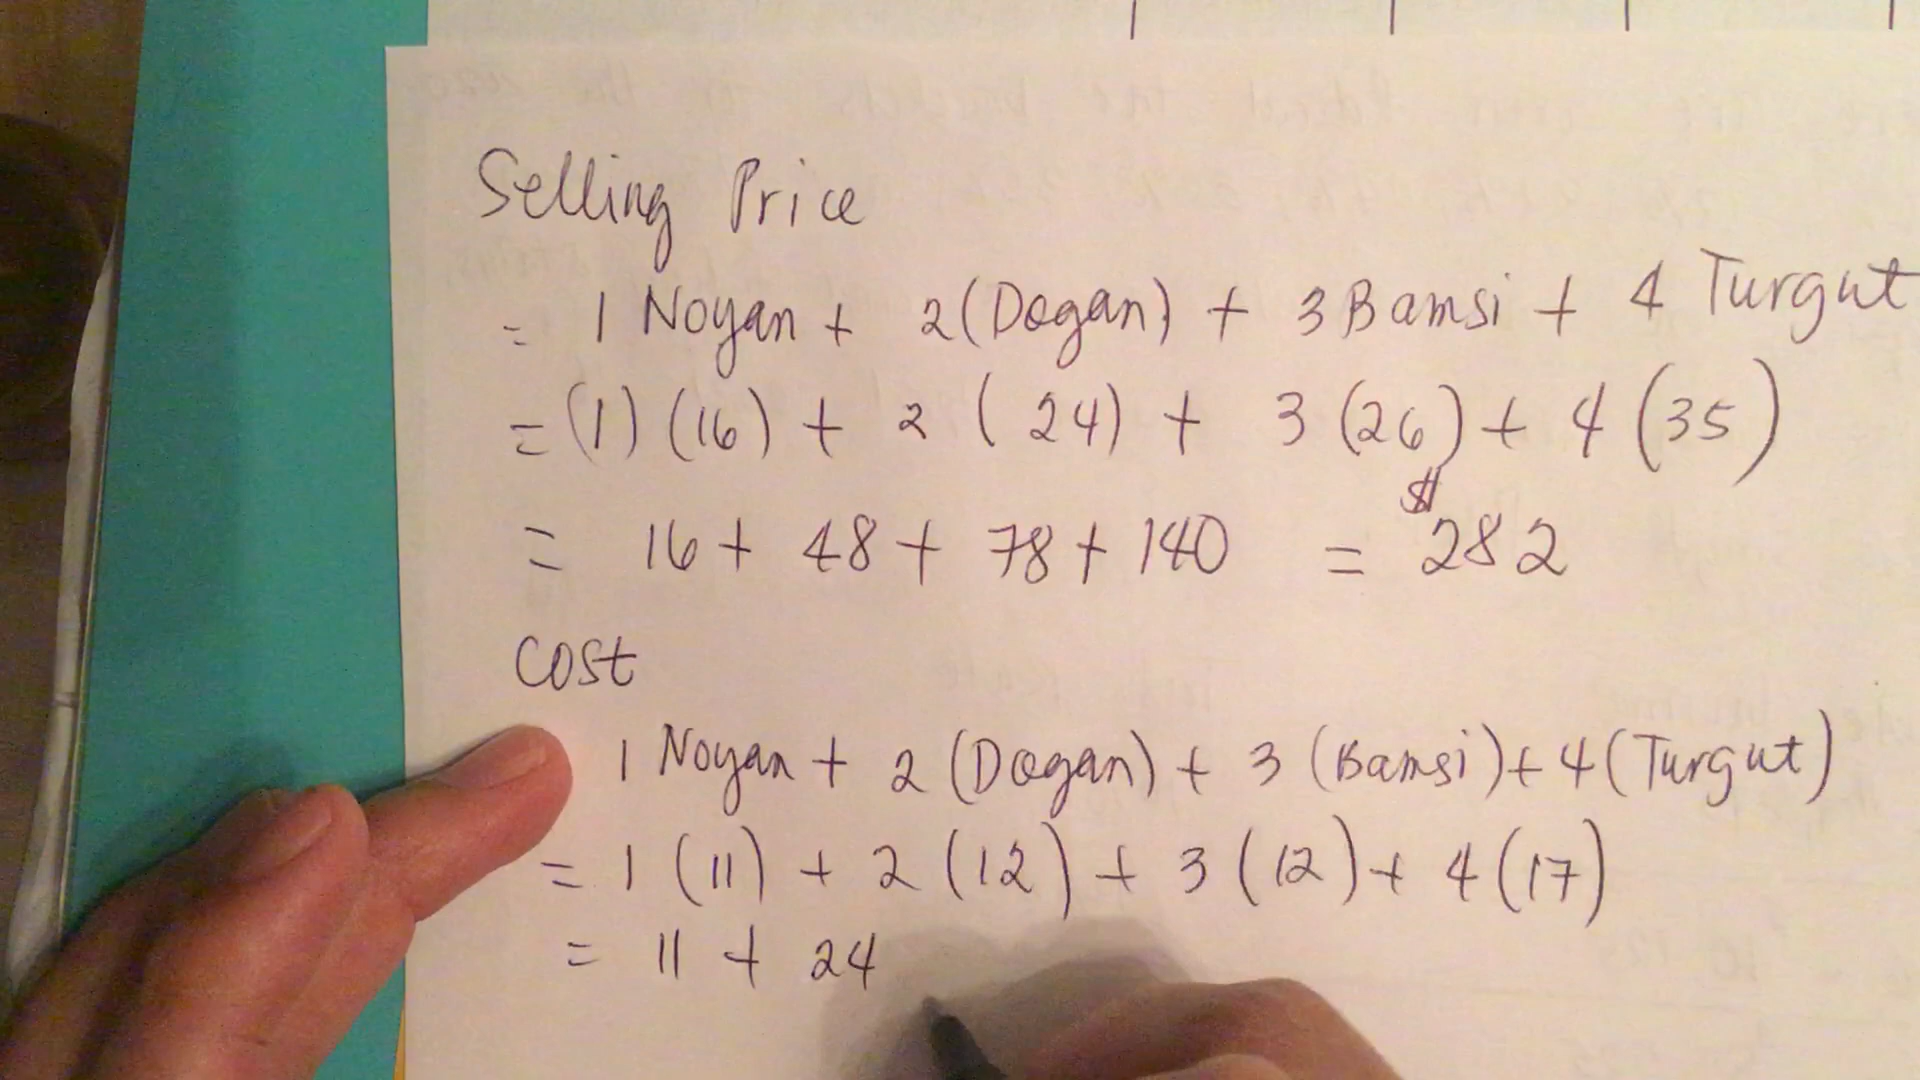 Selling Price
= 1 Noyan + 2 (Dogan) + 3 Bamsi + 4 Turgut
= (1) (16) + 2 ( 24) + 3 (26) + 4 (35)
= 16 + 48 + 78 + 140 = $282
Cost
1 Noyan + 2 (Dogan) + 3 (Bamsi) + 4 (Turgut)
= 1 (11) + 2 (12) + 3 (12) + 4 (17)
= 11 + 24